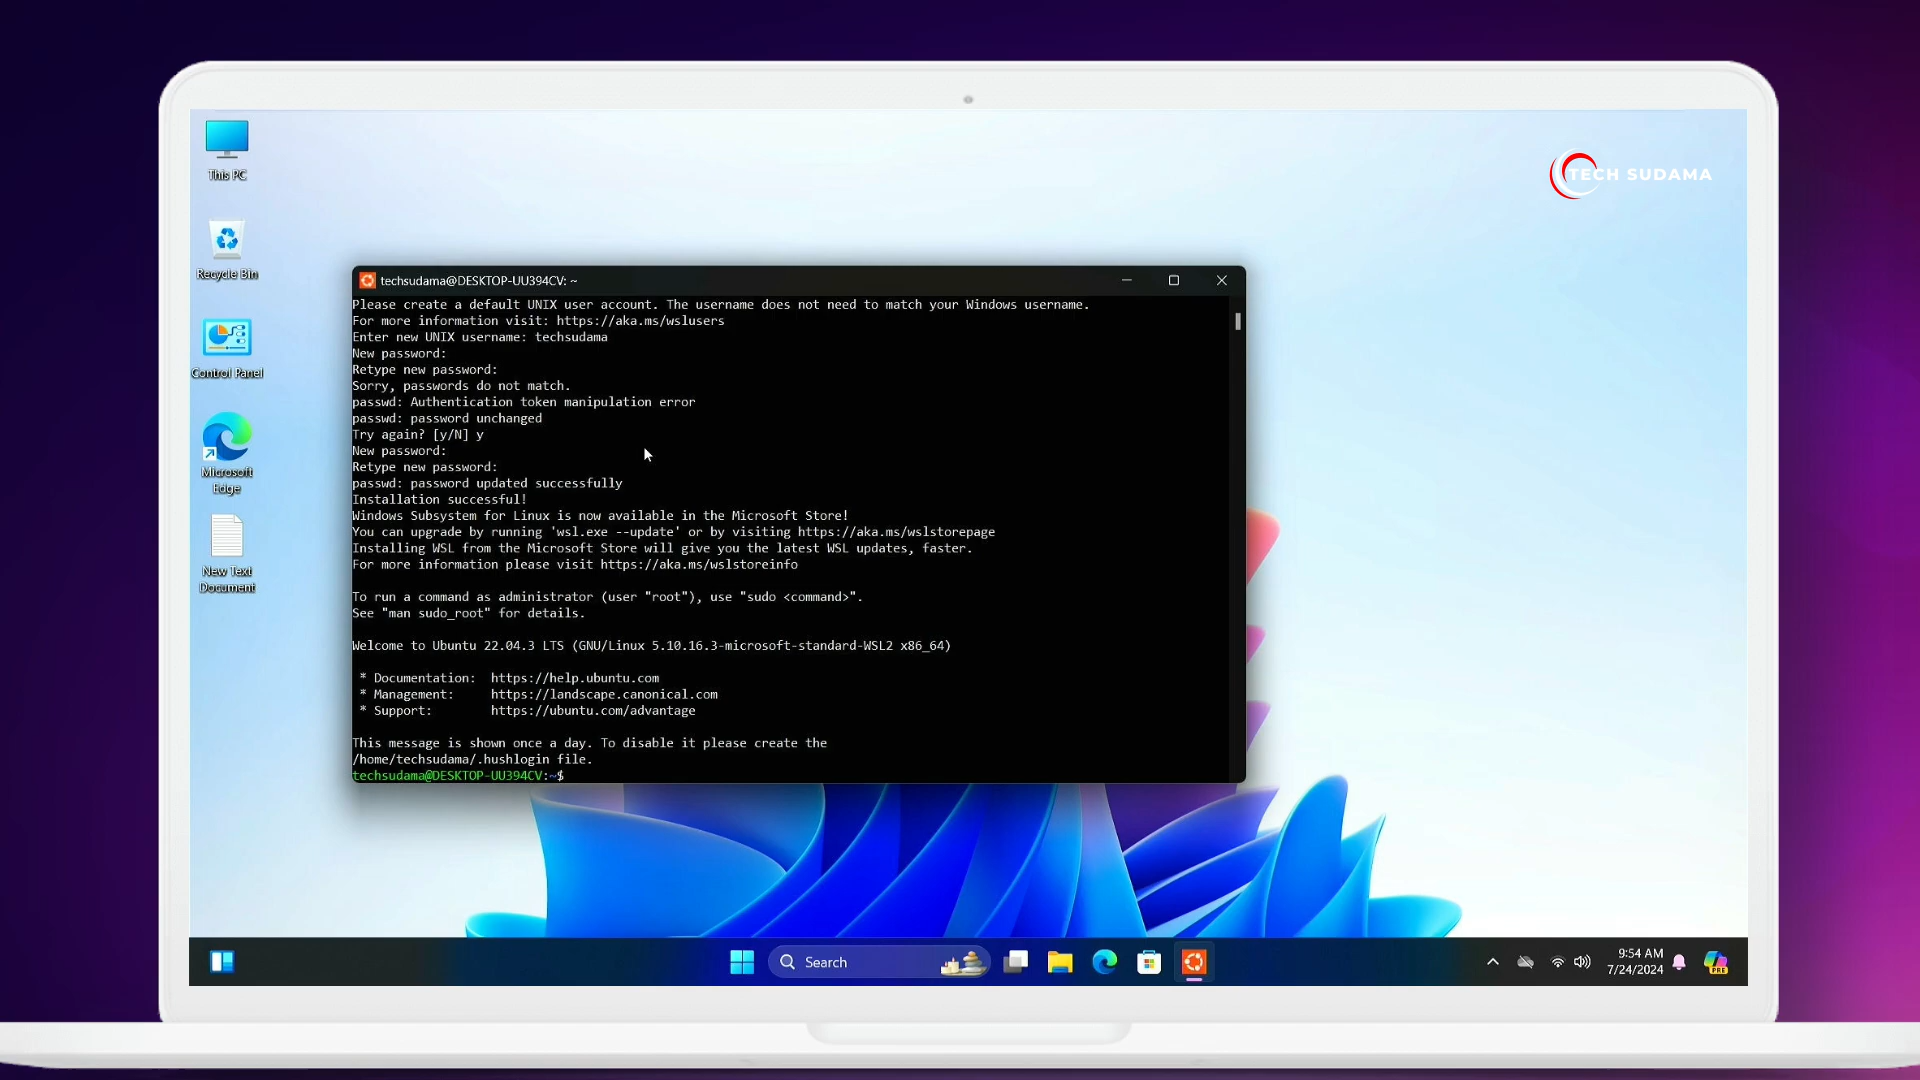 This PC
Recycle Bin
Control Panel
Microsoft
Edge
New Text
Document
TECH SUDAMA
techsudama@DESKTOP-UU394CV: ~
Please create a default UNIX user account. The username does not need to match your Windows username.
For more information visit: https://aka.ms/wslusers
Enter new UNIX username: techsudama
New password:
Retype new password:
Sorry, passwords do not match.
passwd: Authentication token manipulation error
passwd: password unchanged
Try again? [y/N] y
New password:
Retype new password:
passwd: password updated successfully
Installation successful!
Windows Subsystem for Linux is now available in the Microsoft Store!
You can upgrade by running 'wsl.exe --update' or by visiting https://aka.ms/wslstorepage
Installing WSL from the Microsoft Store will give you the latest WSL updates, faster.
For more information please visit https://aka.ms/wslstoreinfo
To run a command as administrator (user "root"), use "sudo <command>".
See "man sudo_root" for details.
Welcome to Ubuntu 22.04.3 LTS (GNU/Linux 5.10.16.3-microsoft-standard-WSL2 x86_64)
* Documentation: https://help.ubuntu.com
* Management: https://landscape.canonical.com
* Support: https://ubuntu.com/advantage
This message is shown once a day. To disable it please create the
/home/techsudama/.hushlogin file.
techsudama@DESKTOP-UU394CV:~$
Search
9:54 AM
7/24/2024
PRE